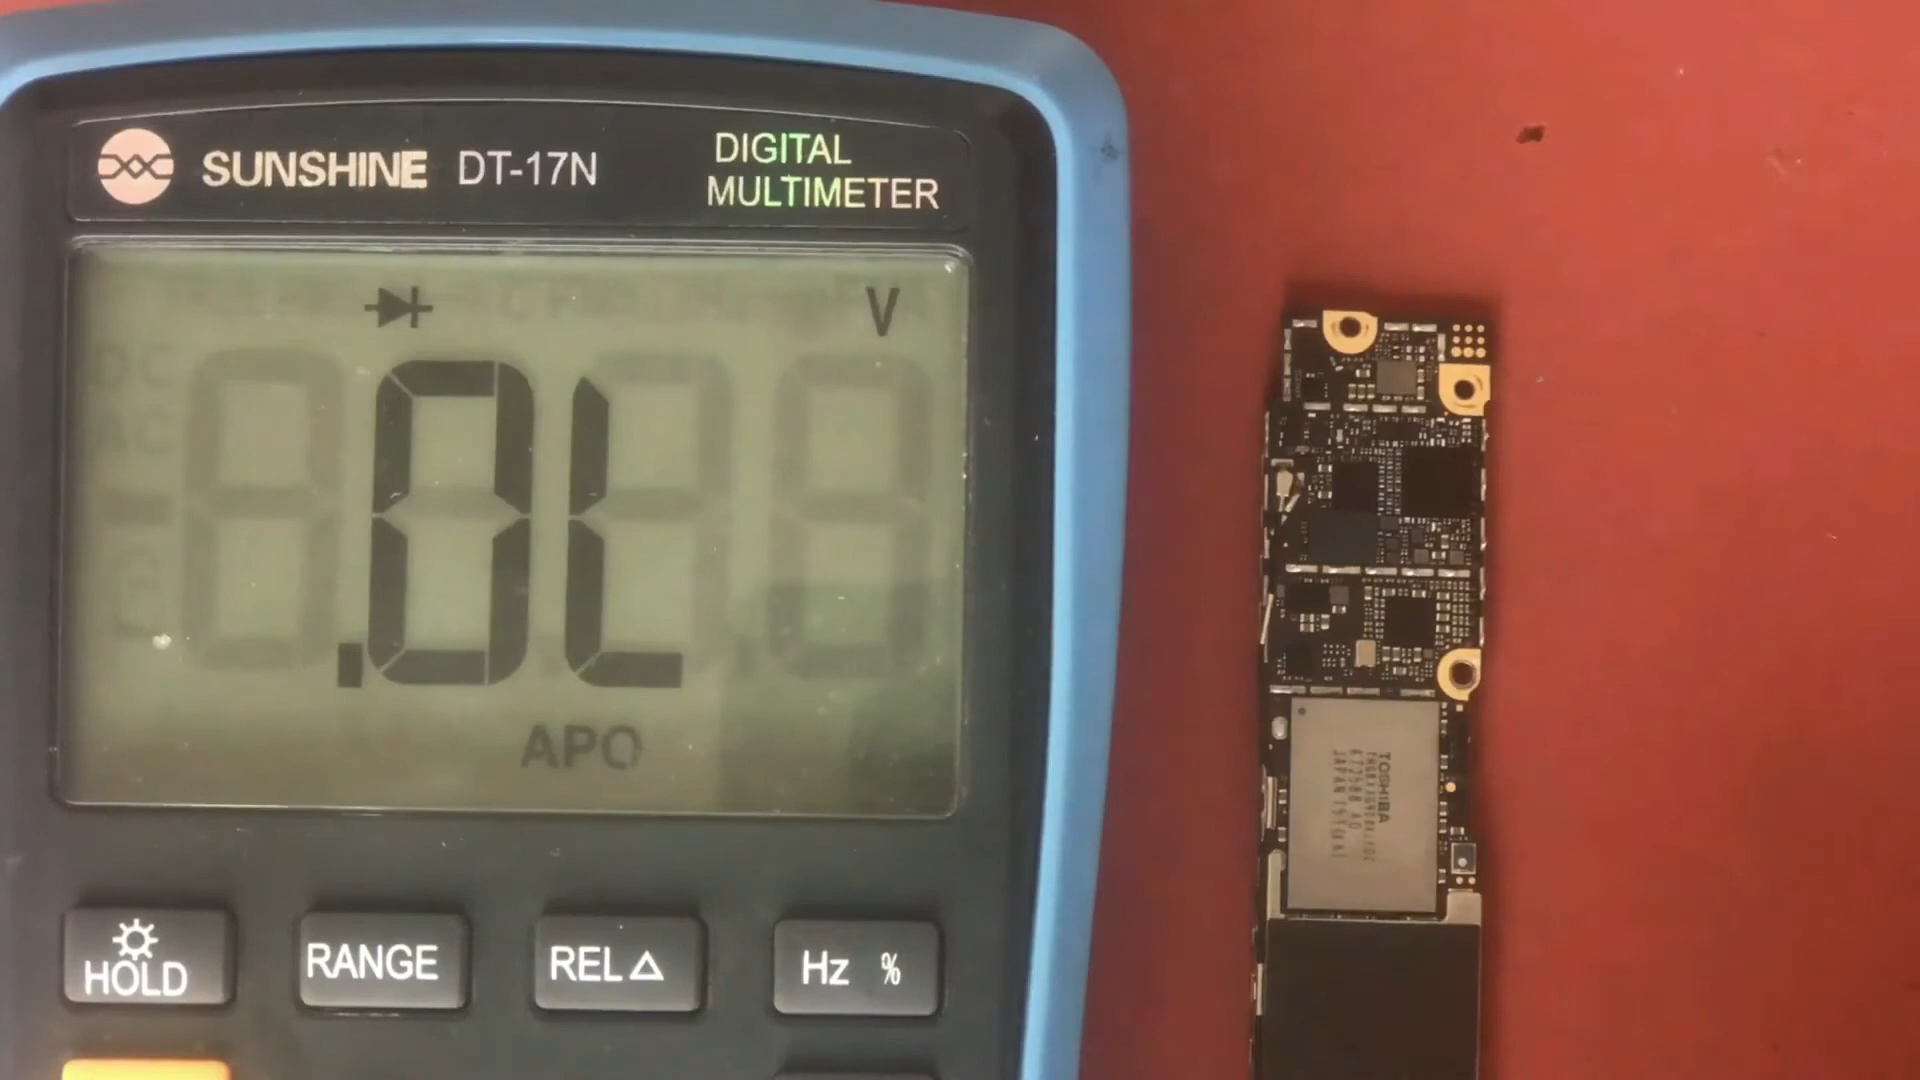 SUNSHINE DT-17N
DIGITAL
MULTIMETER
V
.0L
APO
HOLD
RANGE
REL△
Hz %
TOSHIBA
JAPAN